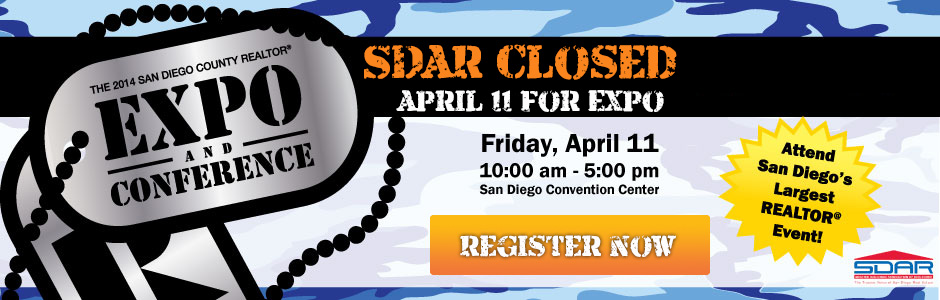 THE 2014 SAN DIEGO COUNTY REALTOR®
EXPO
AND
CONFERENCE
SDAR CLOSED
APRIL 11 FOR EXPO
Friday, April 11
10:00 am - 5:00 pm
San Diego Convention Center
REGISTER NOW
Attend
San Diego's
Largest
REALTOR®
Event!
SDAR